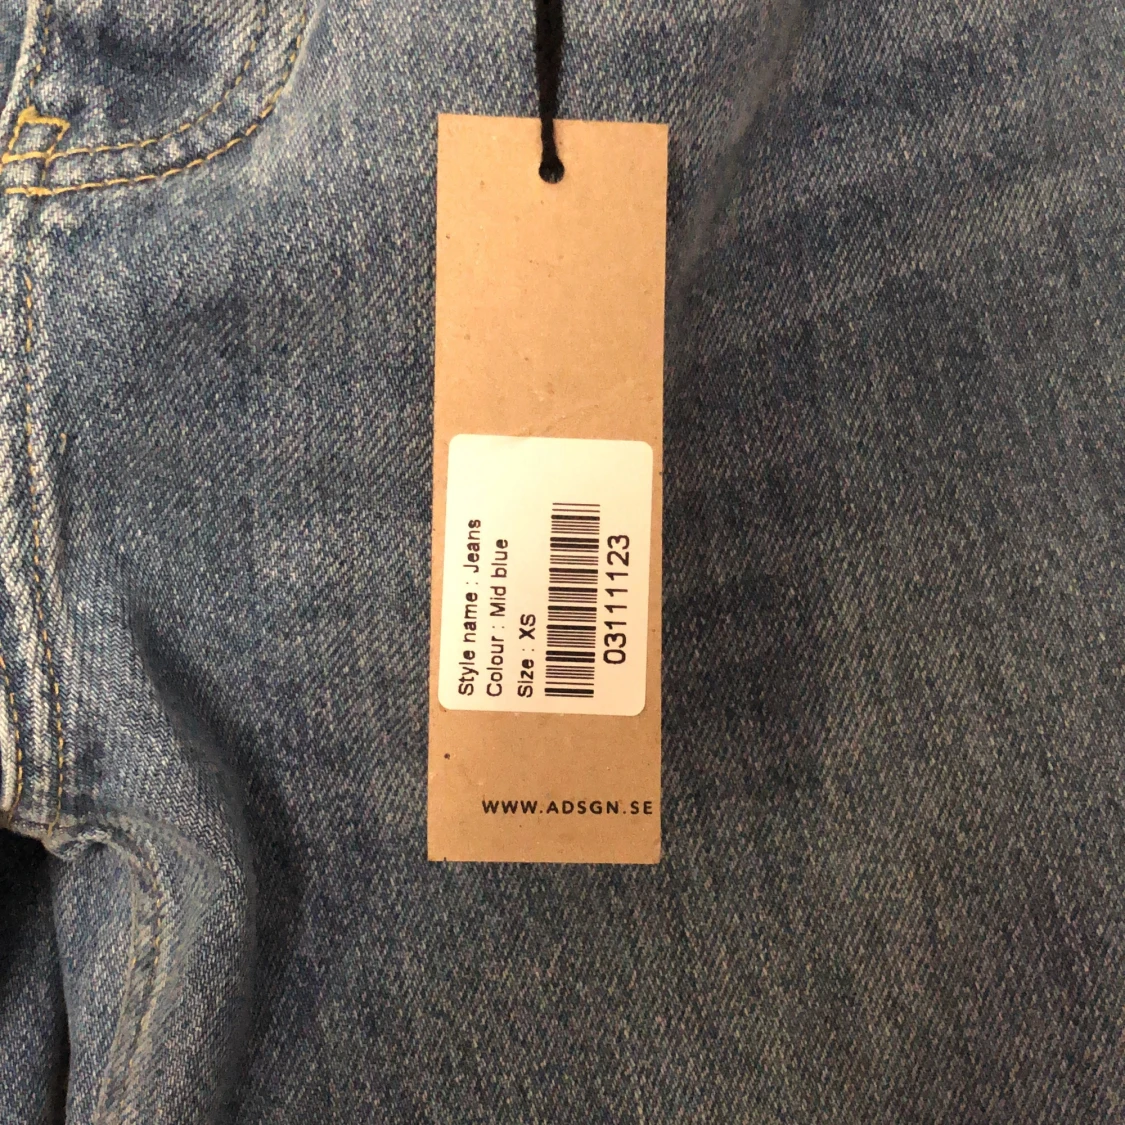 Style name : Jeans
Colour : Mid blue
Size : XS
03111123
WWW.ADSGN.SE